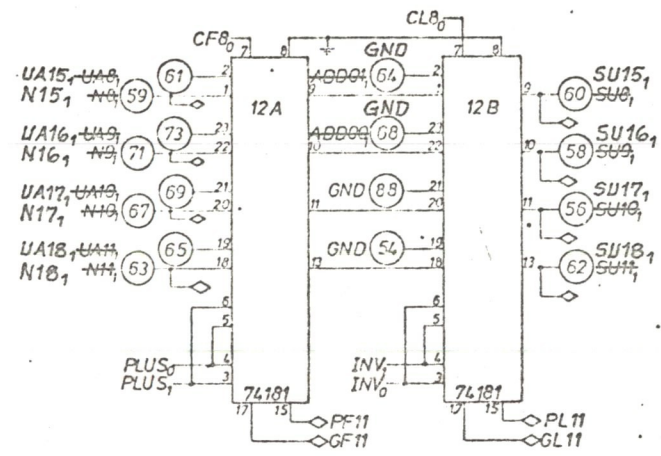 CL8₀
CF8₀
7 8 7 8
GND
UA15₁ UA8₁ 61 2 ADD01₁ 64 2 SU15₁
N15₁ N8₁ 59 1 12A 9 1 12B 9 60 SU8₁
GND
UA16₁ UA9₁ 73 23 ADD00₁ 68 23 SU16₁
N16₁ N9₁ 71 22 10 22 10 58 SU9₁
UA17₁ UA10₁ 69 21 GND 88 21 SU17₁
N17₁ N10₁ 67 20 11 20 11 56 SU10₁
UA18₁ UA11₁ 65 19 GND 54 19 SU18₁
N18₁ N11₁ 63 18 13 18 13 62 SU11₁
6 6
5 5
PLUS₀ 4 INV₁ 4
PLUS₁ 3 INV₀ 3
74181 74181
17 15 PF11 17 15 PL11
GF11 GL11